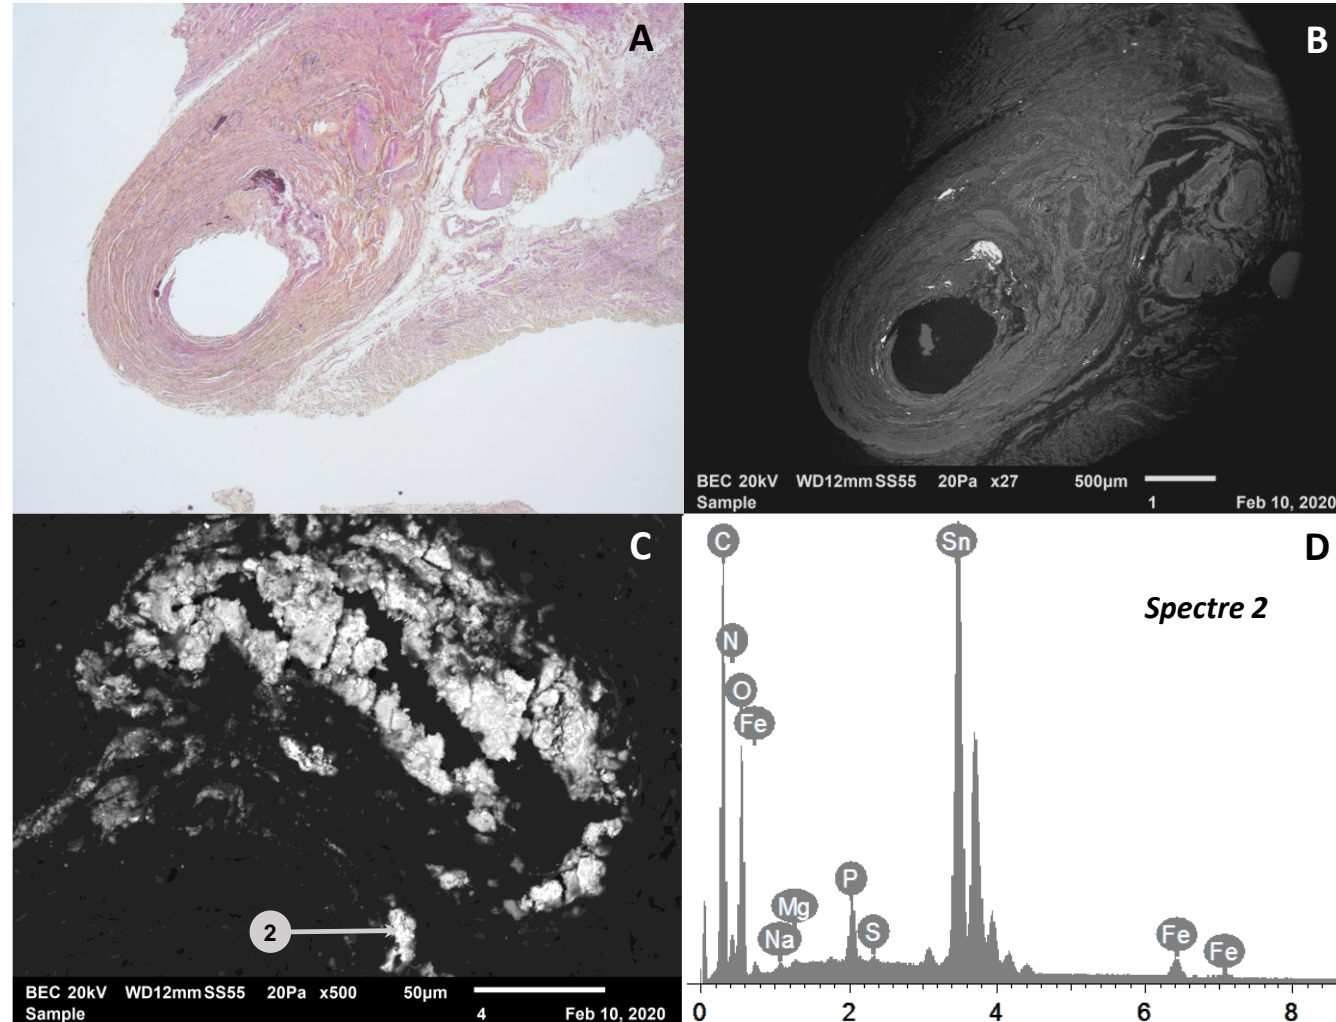 A
B
BEC 20kV WD12mm SS55 20Pa x27 500µm
Sample 1 Feb 10, 2020
C
2
BEC 20kV WD12mm SS55 20Pa x500 50µm
Sample 4 Feb 10, 2020
D
Spectre 2
C
Sn
N
O
Fe
P
Mg
Na
S
Fe
Fe
0 2 4 6 8